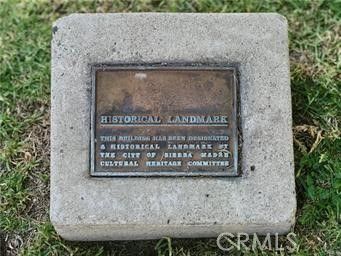 HISTORICAL LANDMARK
THIS BUILDING HAS BEEN DESIGNATED
A HISTORICAL LANDMARK BY
THE CITY OF SIERRA MADRE
CULTURAL HERITAGE COMMITTEE
CRMLS